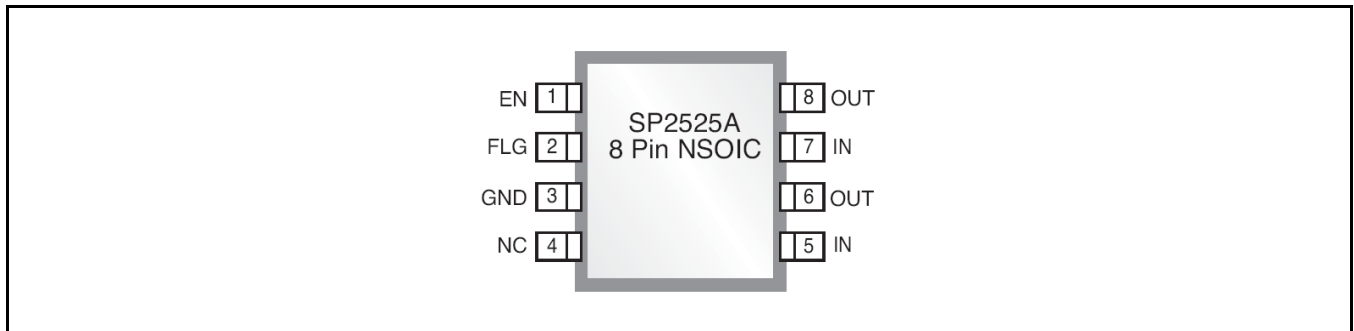 EN 1
FLG 2
GND 3
NC 4
SP2525A
8 Pin NSOIC
8 OUT
7 IN
6 OUT
5 IN